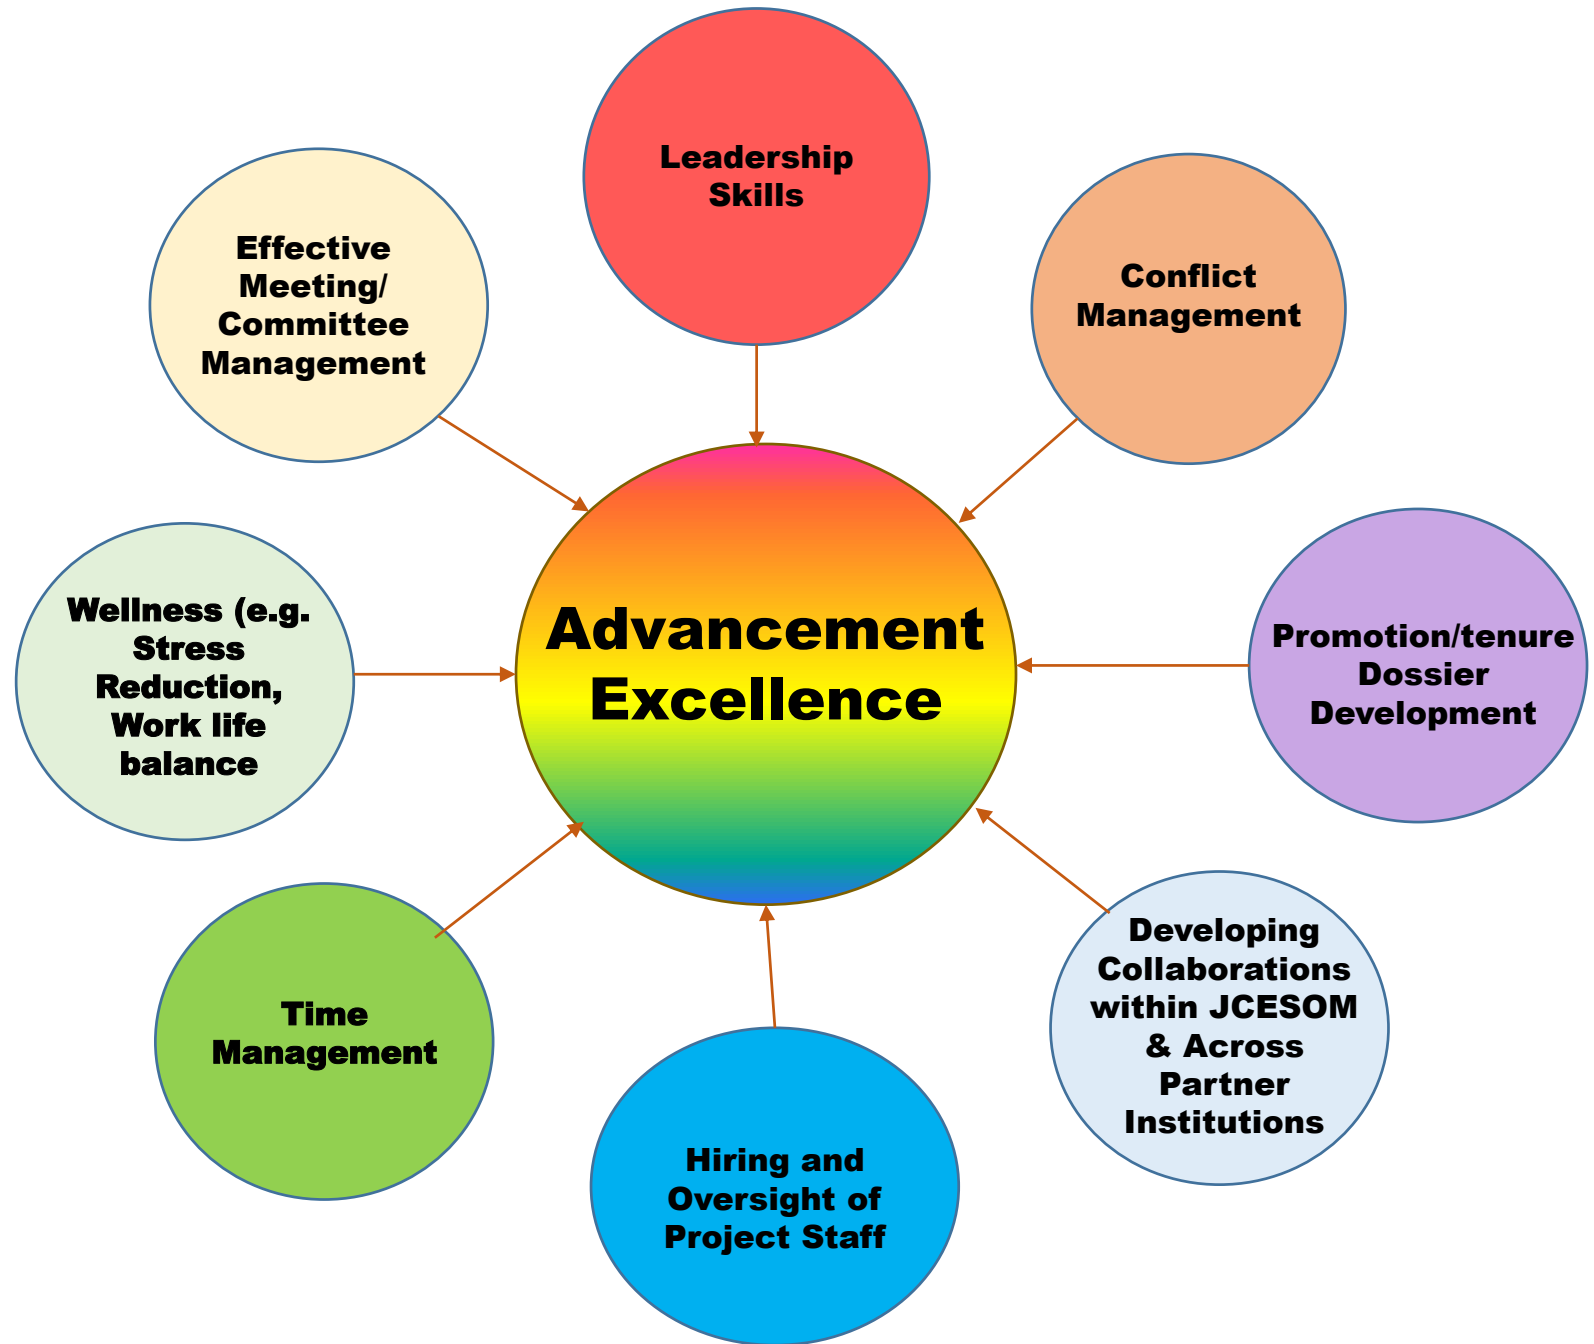 Leadership
Skills
Effective
Meeting/
Committee
Management
Conflict
Management
Wellness (e.g.
Stress
Reduction,
Work life
balance
Advancement
Excellence
Promotion/tenure
Dossier
Development
Time
Management
Developing
Collaborations
within JCESOM
& Across
Partner
Institutions
Hiring and
Oversight of
Project Staff